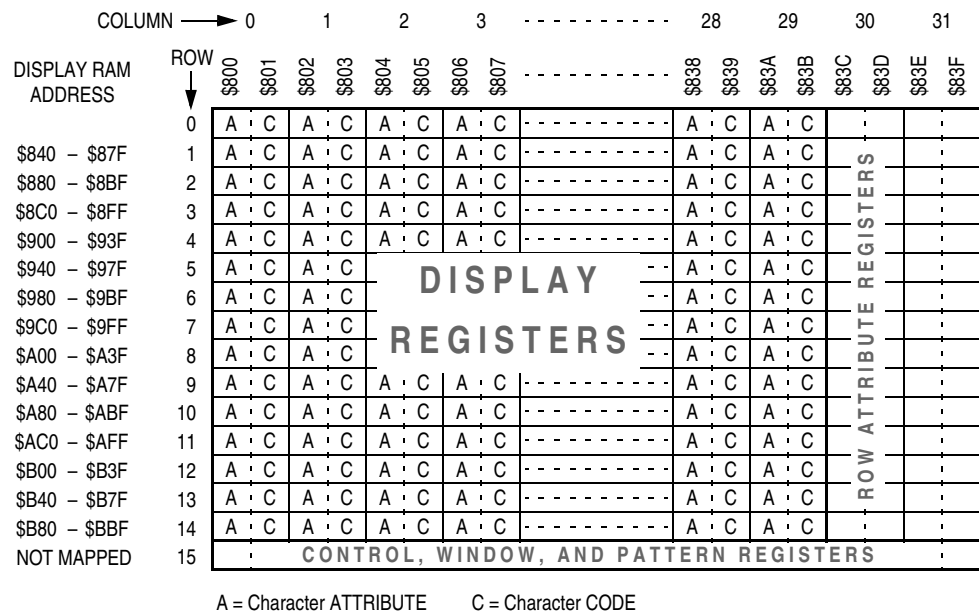 COLUMN 0 1 2 3 28 29 30 31
DISPLAY RAM ADDRESS ROW $800 $801 $802 $803 $804 $805 $806 $807 $838 $839 $83A $83B $83C $83D $83E $83F
0 A C A C A C A C A C A C
$840 – $87F 1 A C A C A C A C A C A C
$880 – $8BF 2 A C A C A C A C A C A C
$8C0 – $8FF 3 A C A C A C A C A C A C
$900 – $93F 4 A C A C A C A C A C A C
$940 – $97F 5 A C A C A C A C
$980 – $9BF 6 A C A C A C A C
$9C0 – $9FF 7 A C A C A C A C
$A00 – $A3F 8 A C A C A C A C
DISPLAY
REGISTERS
$A40 – $A7F 9 A C A C A C A C A C A C
$A80 – $ABF 10 A C A C A C A C A C A C
$AC0 – $AFF 11 A C A C A C A C A C A C
$B00 – $B3F 12 A C A C A C A C A C A C
$B40 – $B7F 13 A C A C A C A C A C A C
$B80 – $BBF 14 A C A C A C A C A C A C
ROW ATTRIBUTE REGISTERS
NOT MAPPED 15 CONTROL, WINDOW, AND PATTERN REGISTERS
A = Character ATTRIBUTE C = Character CODE